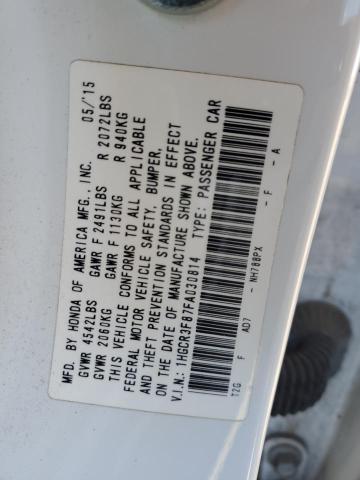 MFD. BY HONDA OF AMERICA MFG., INC. 05/'15
GVWR 4542LBS GAWR F 2491LBS R 2072LBS
GVWR 2060KG GAWR F 1130KG R 940KG
THIS VEHICLE CONFORMS TO ALL APPLICABLE
FEDERAL MOTOR VEHICLE SAFETY, BUMPER,
AND THEFT PREVENTION STANDARDS IN EFFECT
ON THE DATE OF MANUFACTURE SHOWN ABOVE.
V.I.N.: 1HGCR3F87FA030814 TYPE: PASSENGER CAR
T2G F AD7 - NH788PX - F - A